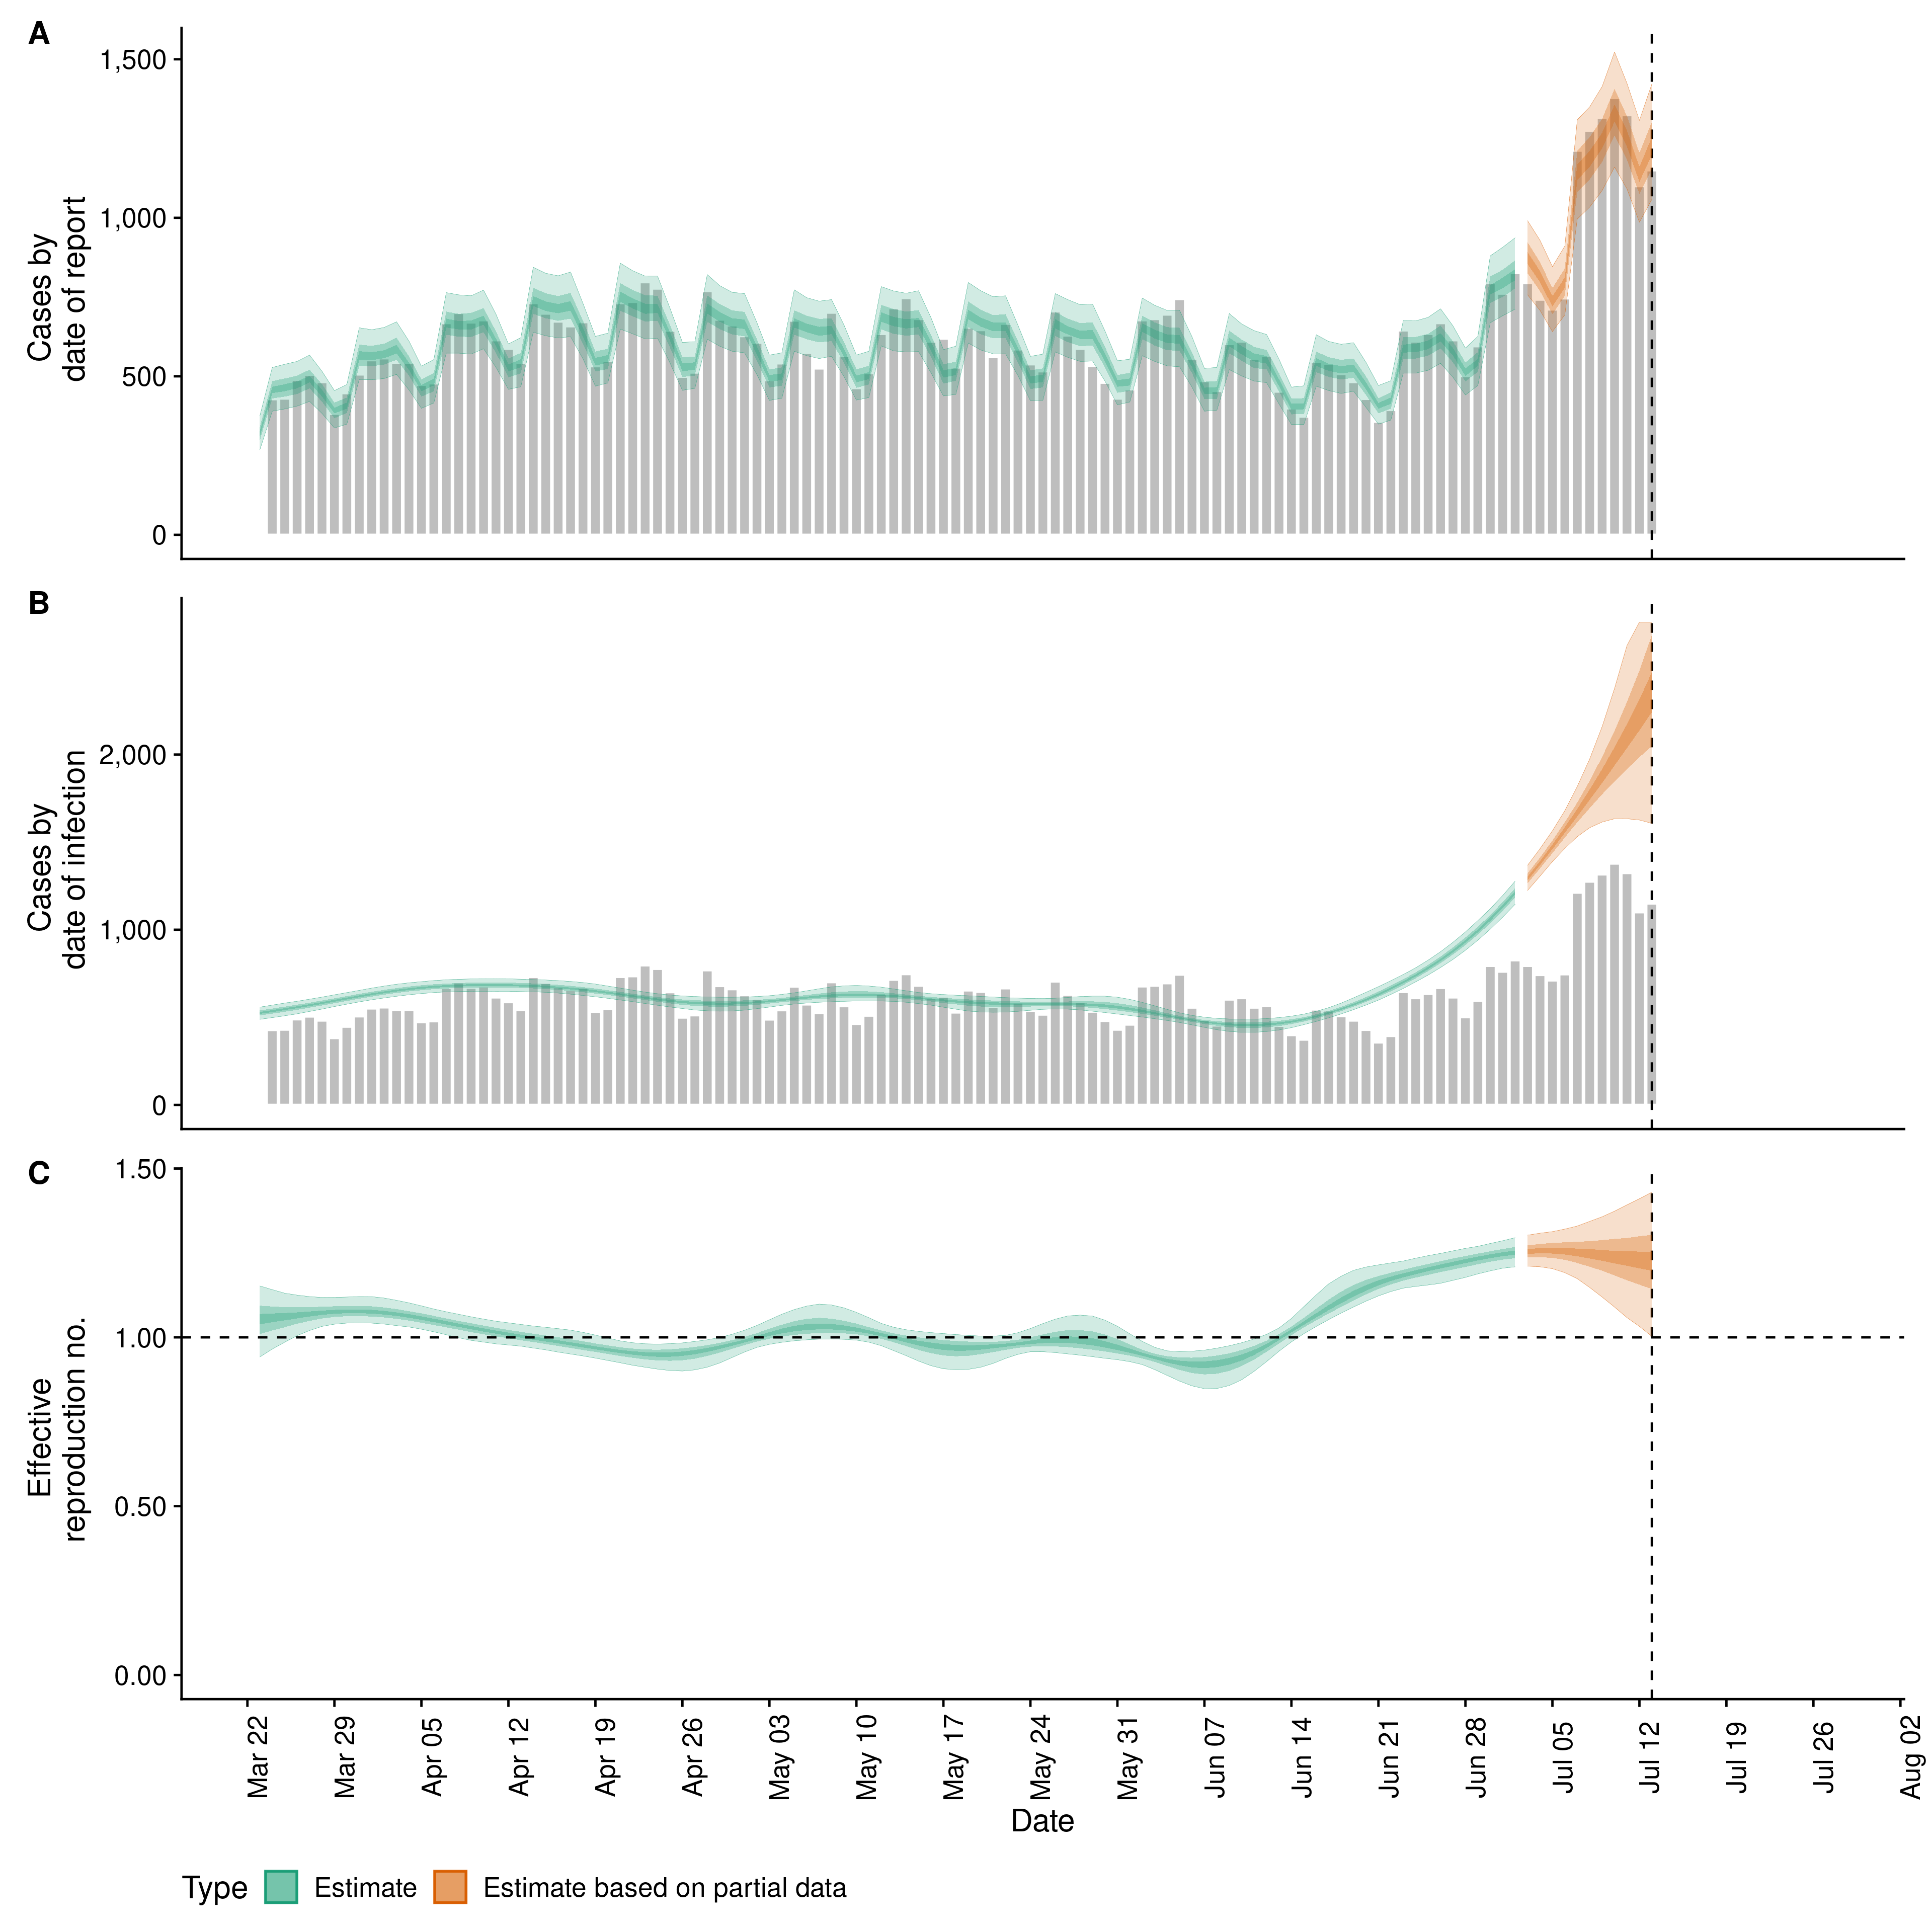 A
Cases by
date of report
1,500
1,000
500
0
B
Cases by
date of infection
2,000
1,000
0
C
Effective
reproduction no.
1.50
1.00
0.50
0.00
Mar 22
Mar 29
Apr 05
Apr 12
Apr 19
Apr 26
May 03
May 10
May 17
May 24
May 31
Jun 07
Jun 14
Jun 21
Jun 28
Jul 05
Jul 12
Jul 19
Jul 26
Aug 02
Date
Type Estimate Estimate based on partial data